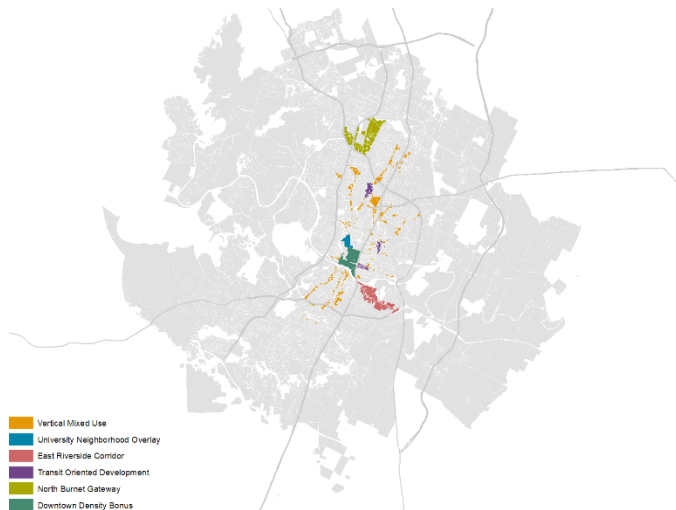 Vertical Mixed Use
University Neighborhood Overlay
East Riverside Corridor
Transit Oriented Development
North Burnet Gateway
Downtown Density Bonus